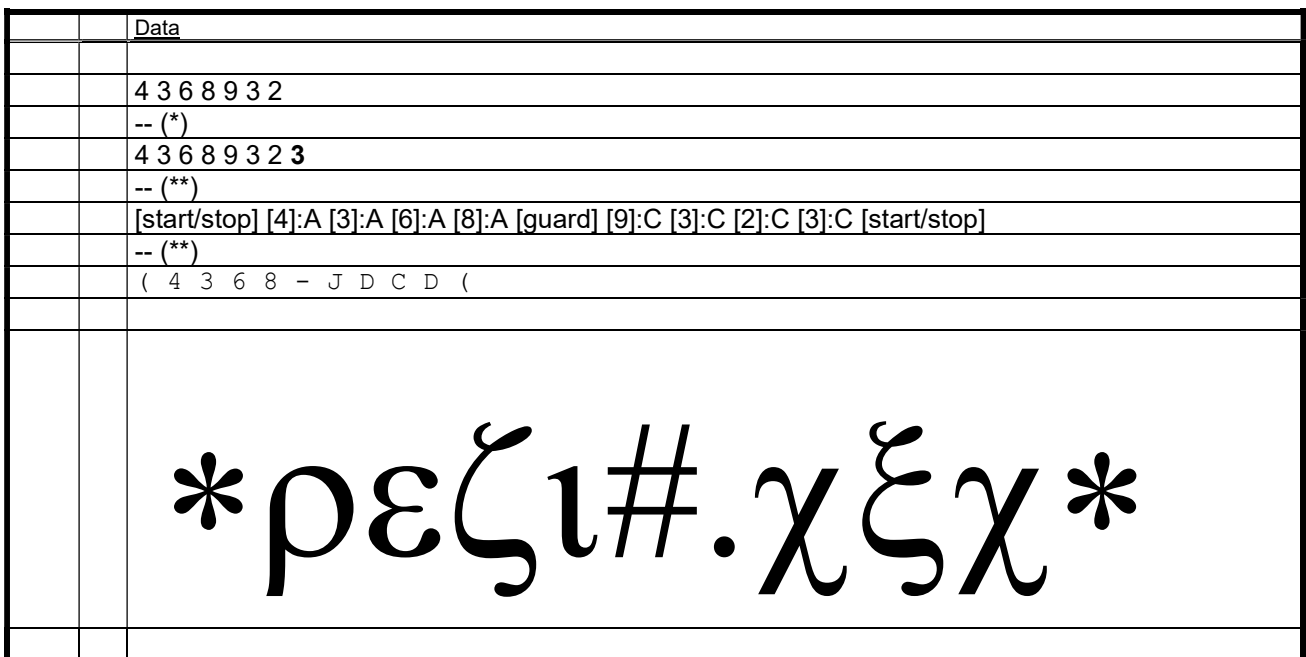 Data
4 3 6 8 9 3 2
-- (*)
4 3 6 8 9 3 2 3
-- (**)
[start/stop] [4]:A [3]:A [6]:A [8]:A [guard] [9]:C [3]:C [2]:C [3]:C [start/stop]
-- (**)
( 4 3 6 8 - J D C D (
*ρεζι#.χξχ*